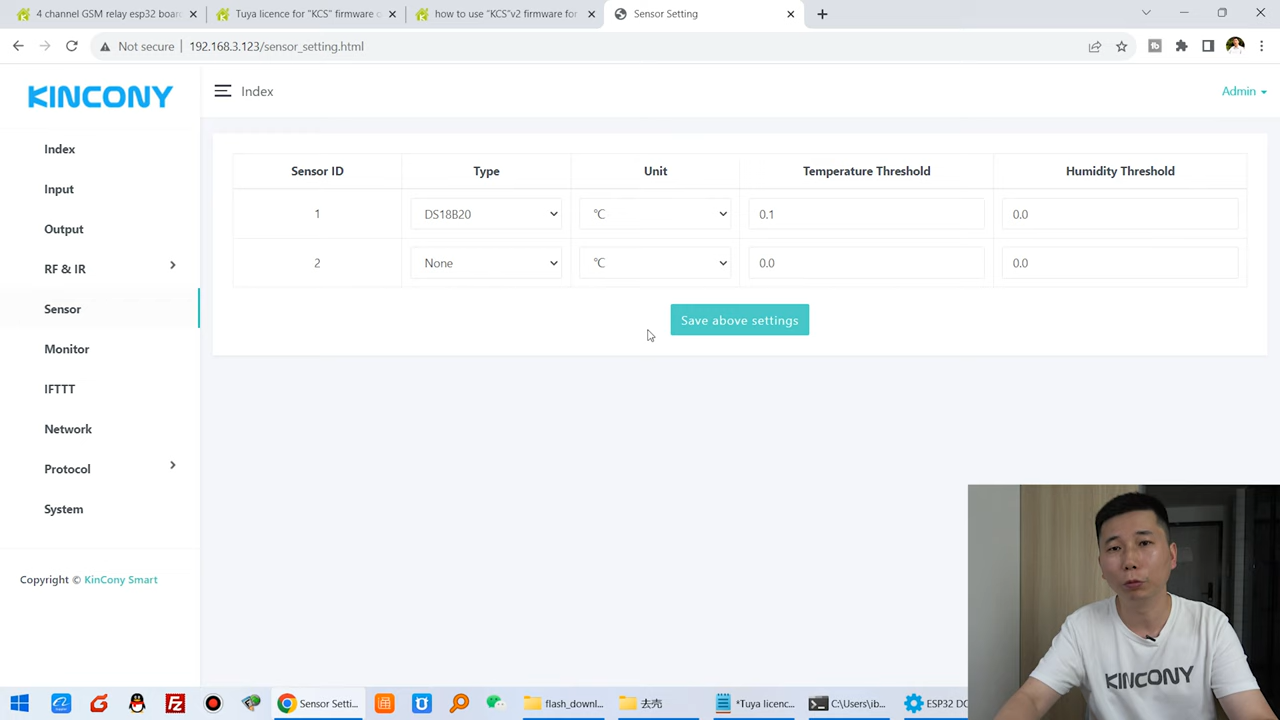 4 channel GSM relay esp32 boar
Tuya licence for "KCS" firmware o
how to use "KCS"v2 firmware for
Sensor Setting
Not secure
192.168.3.123/sensor_setting.html
KINCONY
Index
Admin
Index
Input
Output
RF & IR
Sensor
Monitor
IFTTT
Network
Protocol
System
Copyright © KinCony Smart
Sensor ID
Type
Unit
Temperature Threshold
Humidity Threshold
1
DS18B20
℃
0.1
0.0
2
None
℃
0.0
0.0
Save above settings
KINCONY
Sensor Setti...
flash_downl...
去壳
*Tuya licenc...
C:\Users\ib...
ESP32 DO